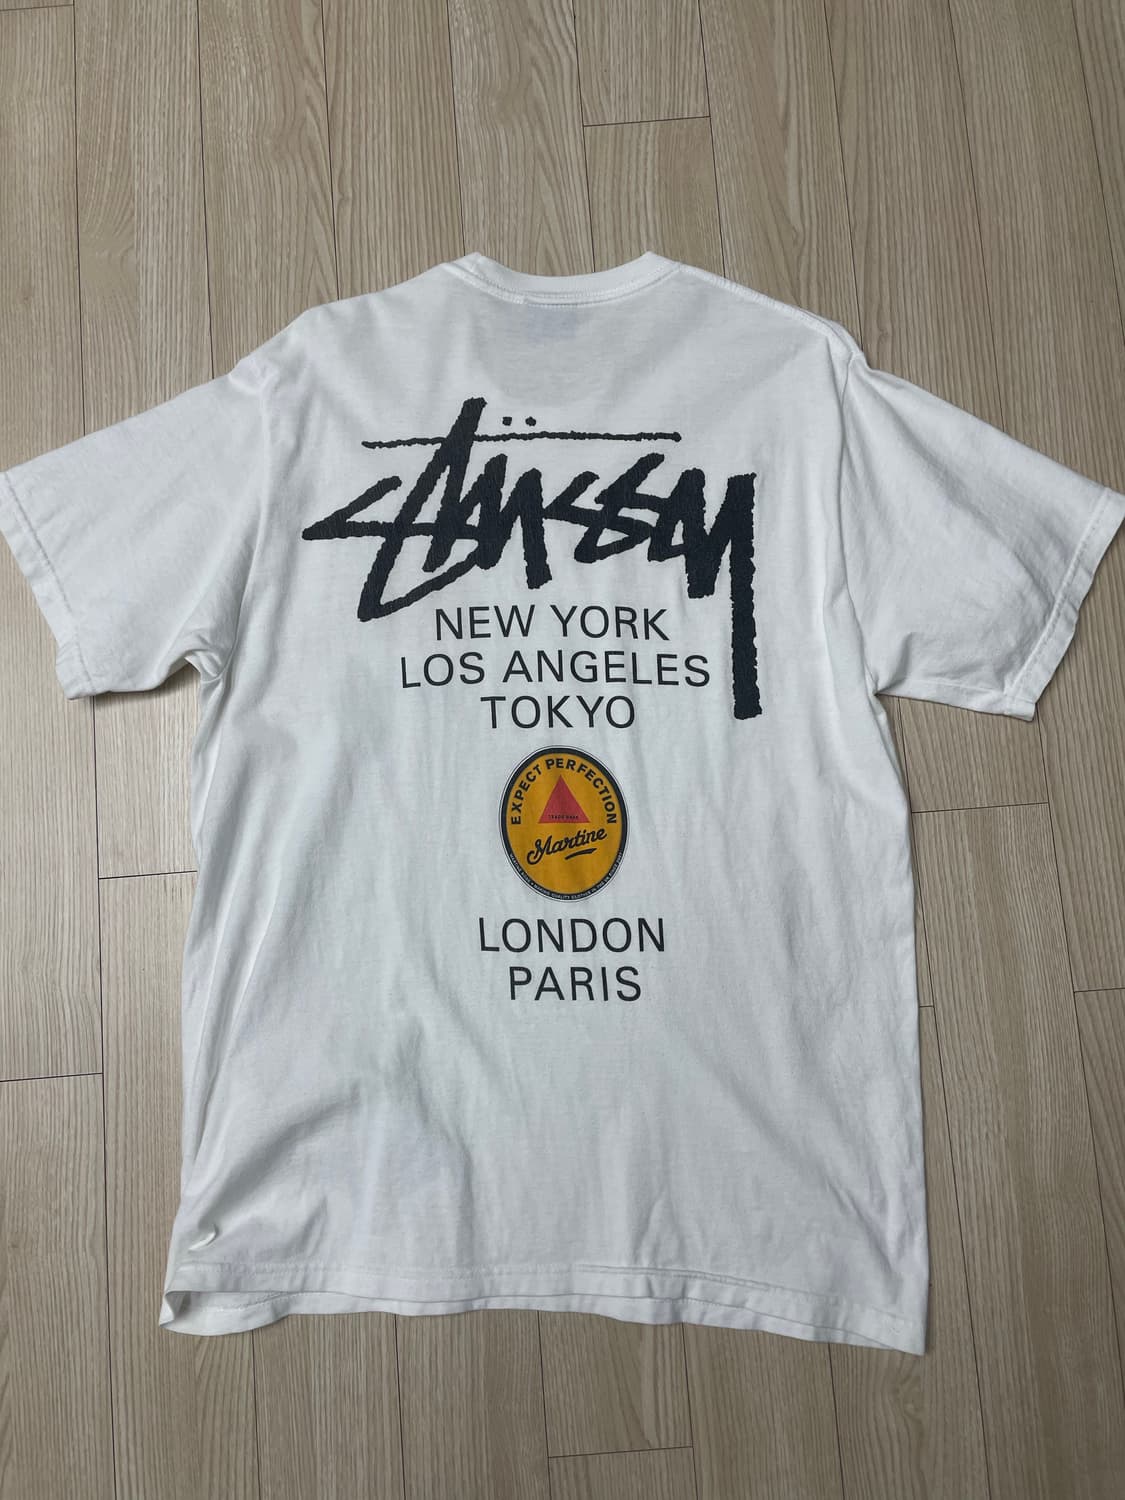 STÜSSY
NEW YORK
LOS ANGELES
TOKYO
EXPECT PERFECTION
TRADE MARK
Martine
LONDON
PARIS